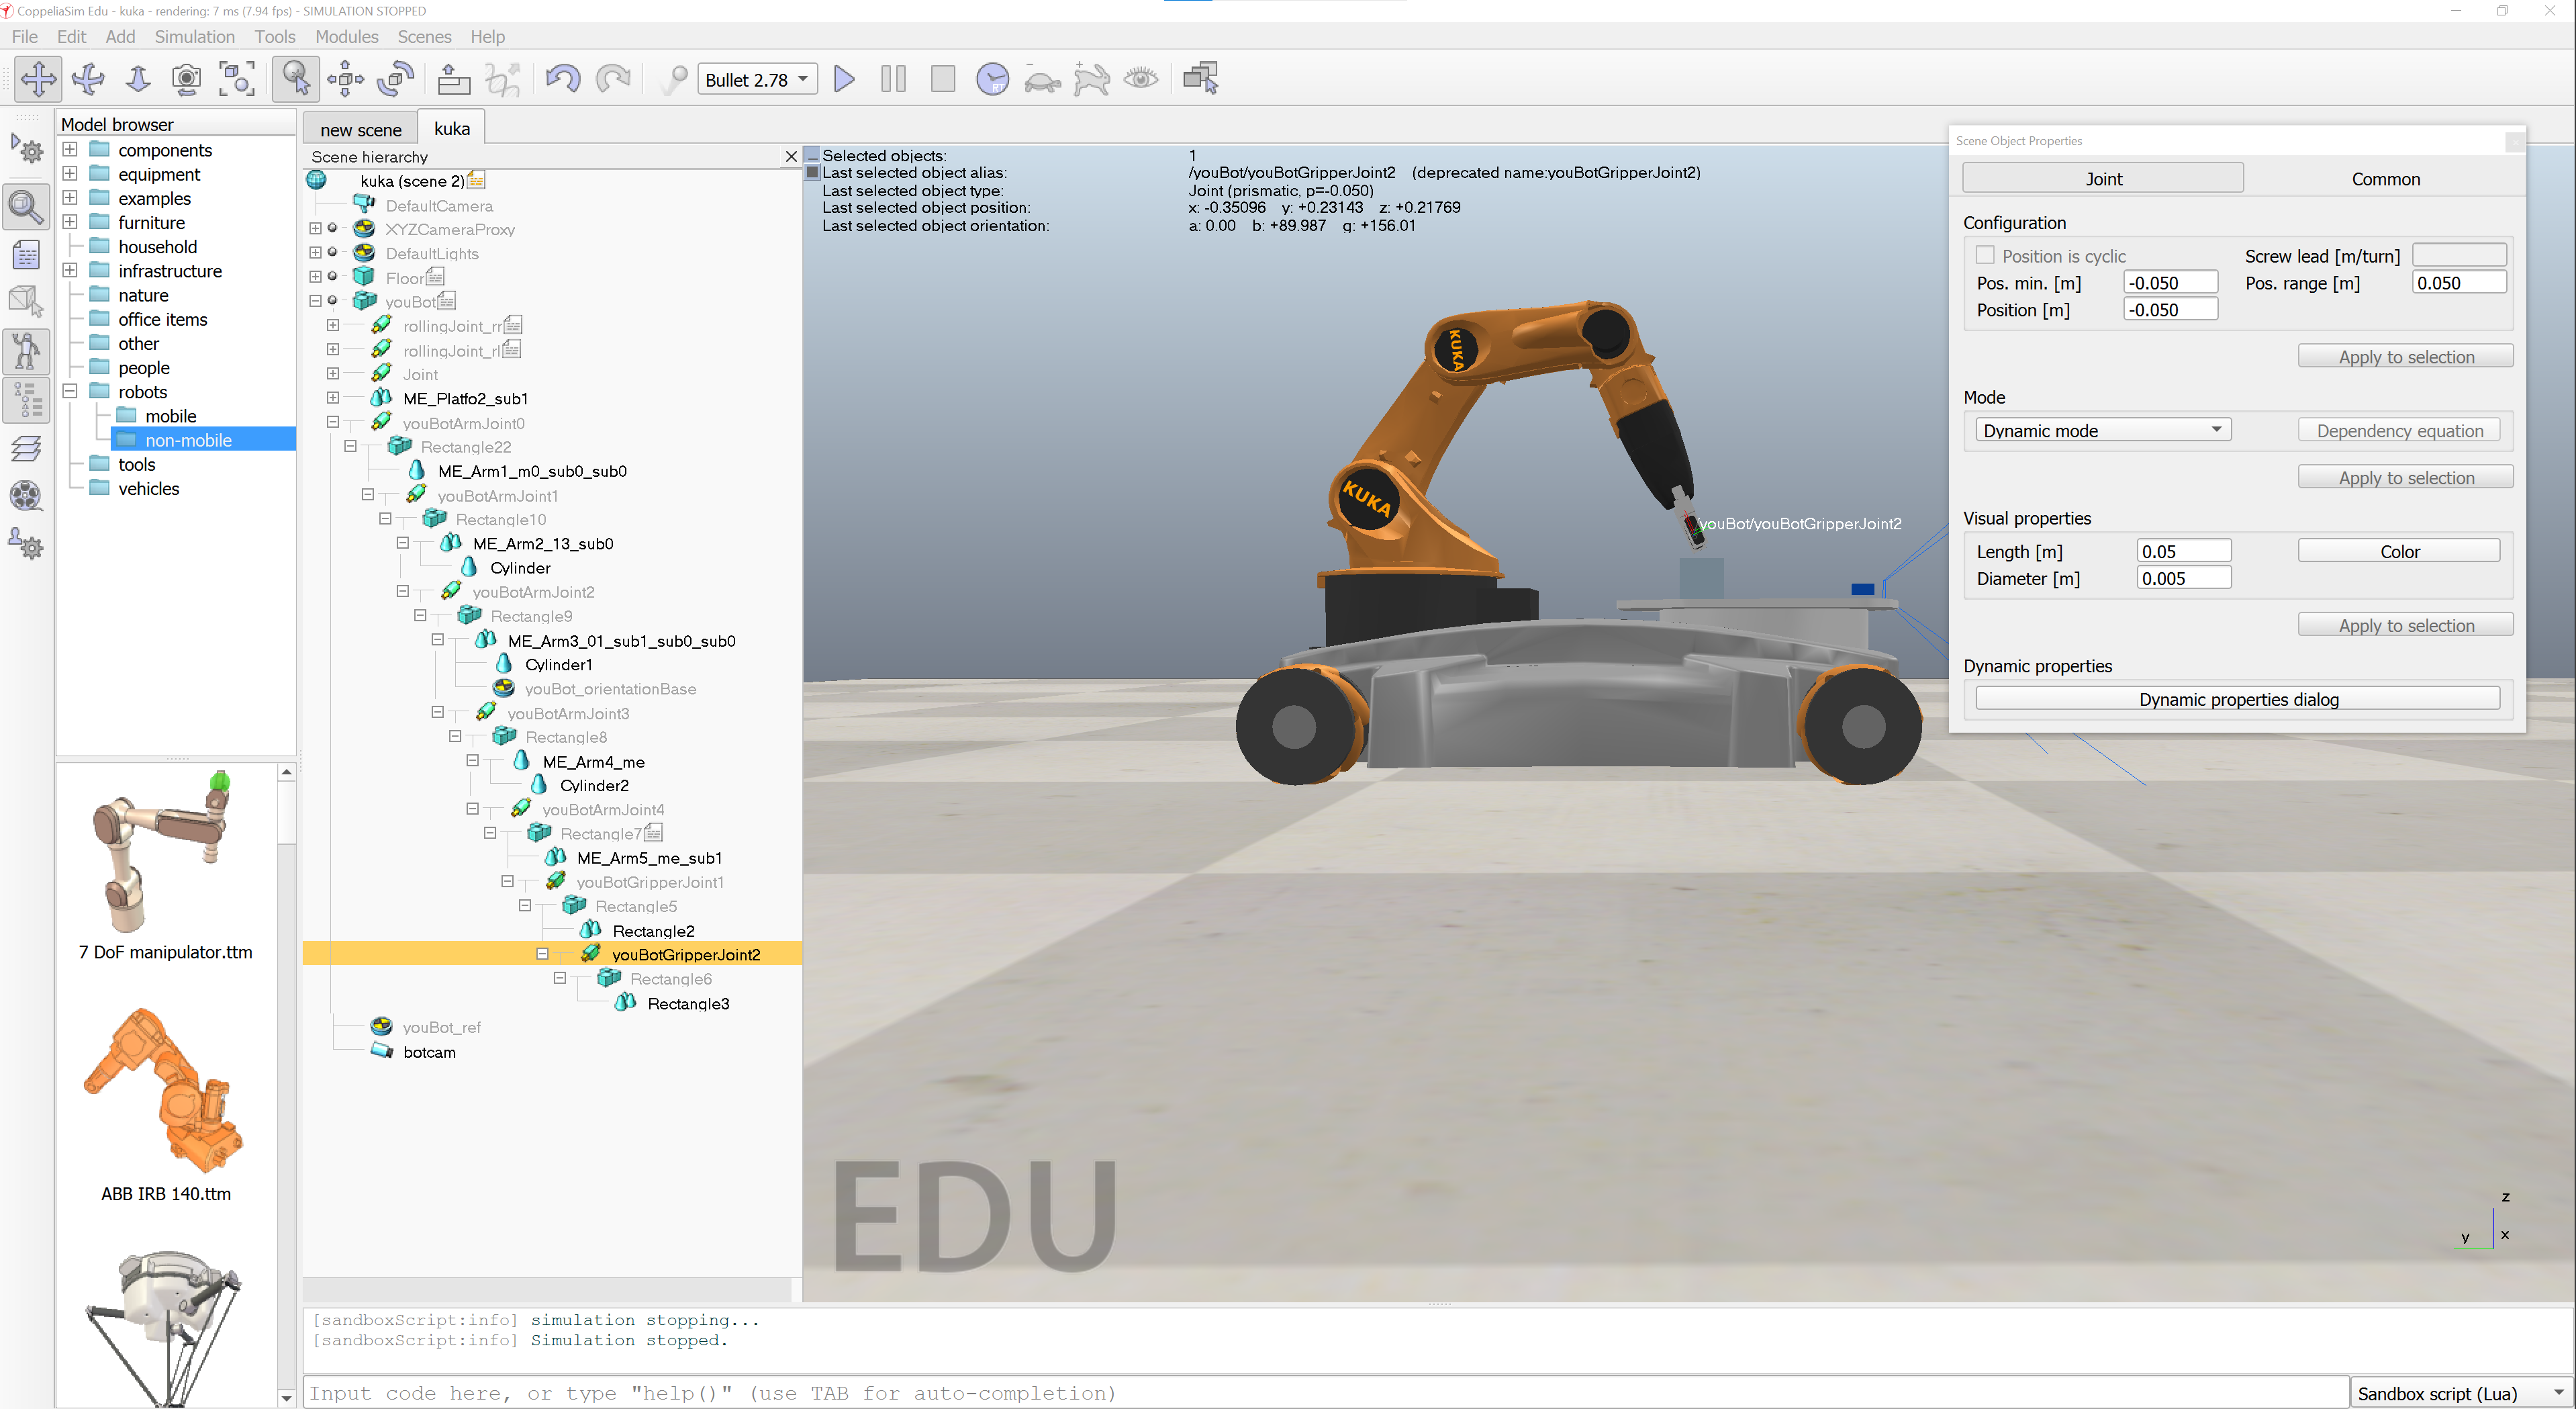 CoppeliaSim Edu - kuka - rendering: 7 ms (7.94 fps) - SIMULATION STOPPED
File Edit Add Simulation Tools Modules Scenes Help
Bullet 2.78
RT
Model browser
components
equipment
examples
furniture
household
infrastructure
nature
office items
other
people
robots
mobile
non-mobile
tools
vehicles
7 DoF manipulator.ttm
ABB IRB 140.ttm
new scene
kuka
Scene hierarchy
kuka (scene 2)
DefaultCamera
XYZCameraProxy
DefaultLights
Floor
youBot
rollingJoint_rr
rollingJoint_rl
Joint
ME_Platfo2_sub1
youBotArmJoint0
Rectangle22
ME_Arm1_m0_sub0_sub0
youBotArmJoint1
Rectangle10
ME_Arm2_13_sub0
Cylinder
youBotArmJoint2
Rectangle9
ME_Arm3_01_sub1_sub0_sub0
Cylinder1
youBot_orientationBase
youBotArmJoint3
Rectangle8
ME_Arm4_me
Cylinder2
youBotArmJoint4
Rectangle7
ME_Arm5_me_sub1
youBotGripperJoint1
Rectangle5
Rectangle2
youBotGripperJoint2
Rectangle6
Rectangle3
youBot_ref
botcam
Selected objects: 1
Last selected object alias: /youBot/youBotGripperJoint2 (deprecated name:youBotGripperJoint2)
Last selected object type: Joint (prismatic, p=-0.050)
Last selected object position: x: -0.35096 y: +0.23143 z: +0.21769
Last selected object orientation: a: 0.00 b: +89.987 g: +156.01
KUKA
KUKA
/youBot/youBotGripperJoint2
EDU
z
y x
Scene Object Properties
Joint Common
Configuration
Position is cyclic Screw lead [m/turn]
Pos. min. [m] -0.050 Pos. range [m] 0.050
Position [m] -0.050
Apply to selection
Mode
Dynamic mode Dependency equation
Apply to selection
Visual properties
Length [m] 0.05 Color
Diameter [m] 0.005
Apply to selection
Dynamic properties
Dynamic properties dialog
[sandboxScript:info] simulation stopping...
[sandboxScript:info] Simulation stopped.
Input code here, or type "help()" (use TAB for auto-completion)
Sandbox script (Lua)